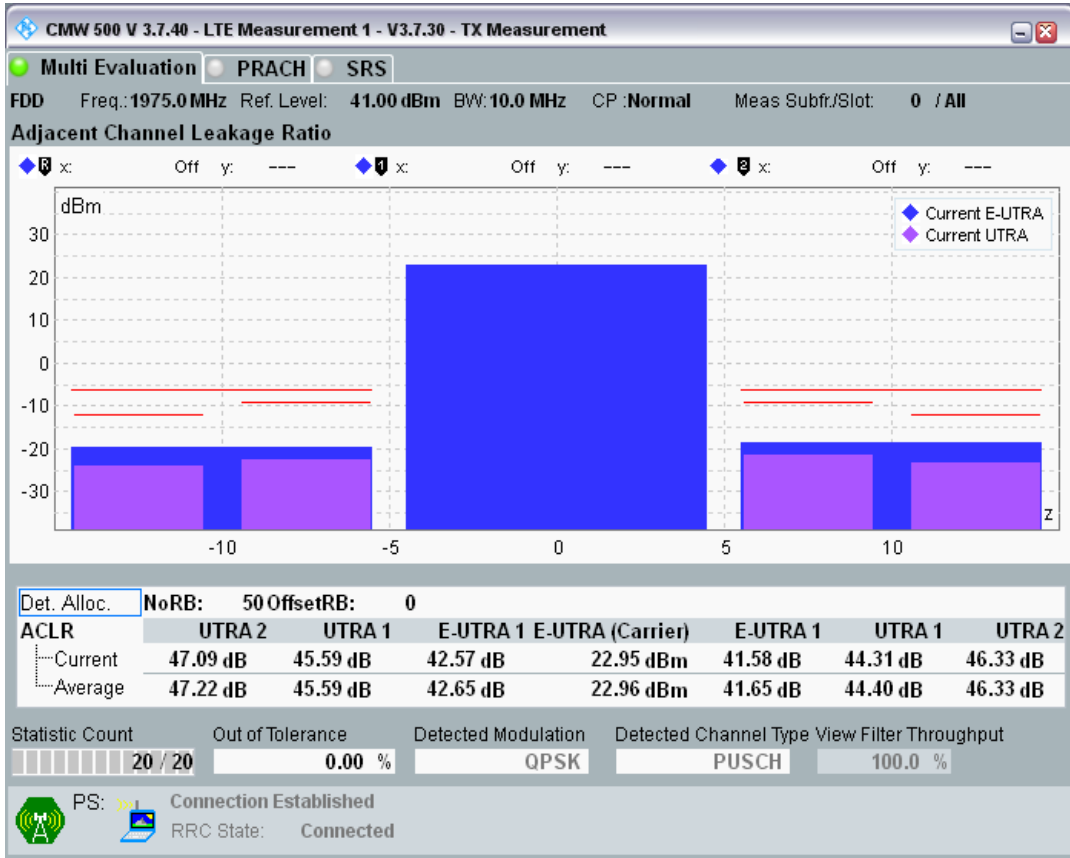 CMW 500 V 3.7.40 - LTE Measurement 1 - V3.7.30 - TX Measurement
Multi Evaluation PRACH SRS
FDD Freq.: 1975.0 MHz Ref. Level: 41.00 dBm BW: 10.0 MHz CP :Normal Meas Subfr./Slot: 0 / All
Adjacent Channel Leakage Ratio
R x: Off y: --- 1 x: Off y: --- 2 x: Off y: ---
dBm
Current E-UTRA
Current UTRA
30
20
10
0
-10
-20
-30
z
-10 -5 0 5 10
Det. Alloc. NoRB: 50 OffsetRB: 0
ACLR UTRA 2 UTRA 1 E-UTRA 1 E-UTRA (Carrier) E-UTRA 1 UTRA 1 UTRA 2
Current 47.09 dB 45.59 dB 42.57 dB 22.95 dBm 41.58 dB 44.31 dB 46.33 dB
Average 47.22 dB 45.59 dB 42.65 dB 22.96 dBm 41.65 dB 44.40 dB 46.33 dB
Statistic Count Out of Tolerance Detected Modulation Detected Channel Type View Filter Throughput
20 / 20 0.00 % QPSK PUSCH 100.0 %
PS: Connection Established
RRC State: Connected